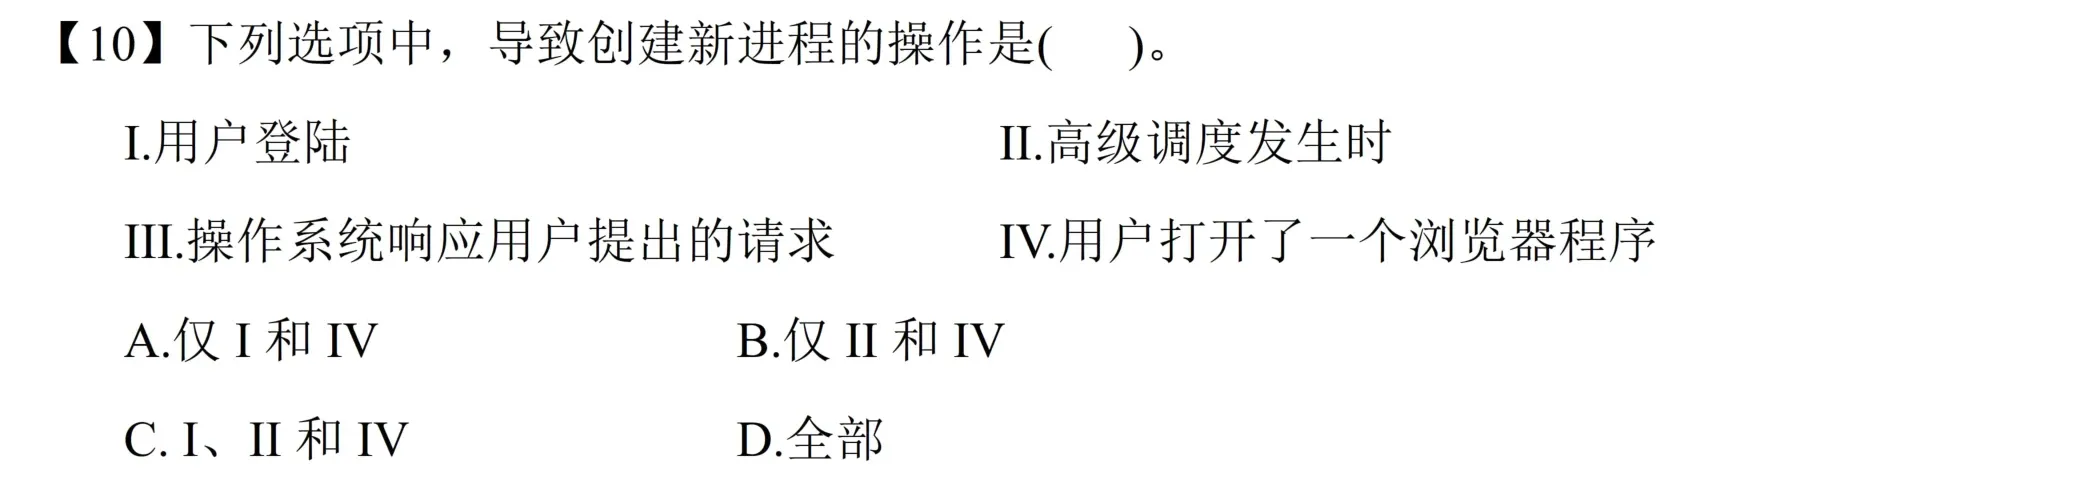 【10】下列选项中，导致创建新进程的操作是(  )。
I.用户登陆 II.高级调度发生时
III.操作系统响应用户提出的请求 IV.用户打开了一个浏览器程序
A.仅 I 和 IV B.仅 II 和 IV
C. I、II 和 IV D.全部